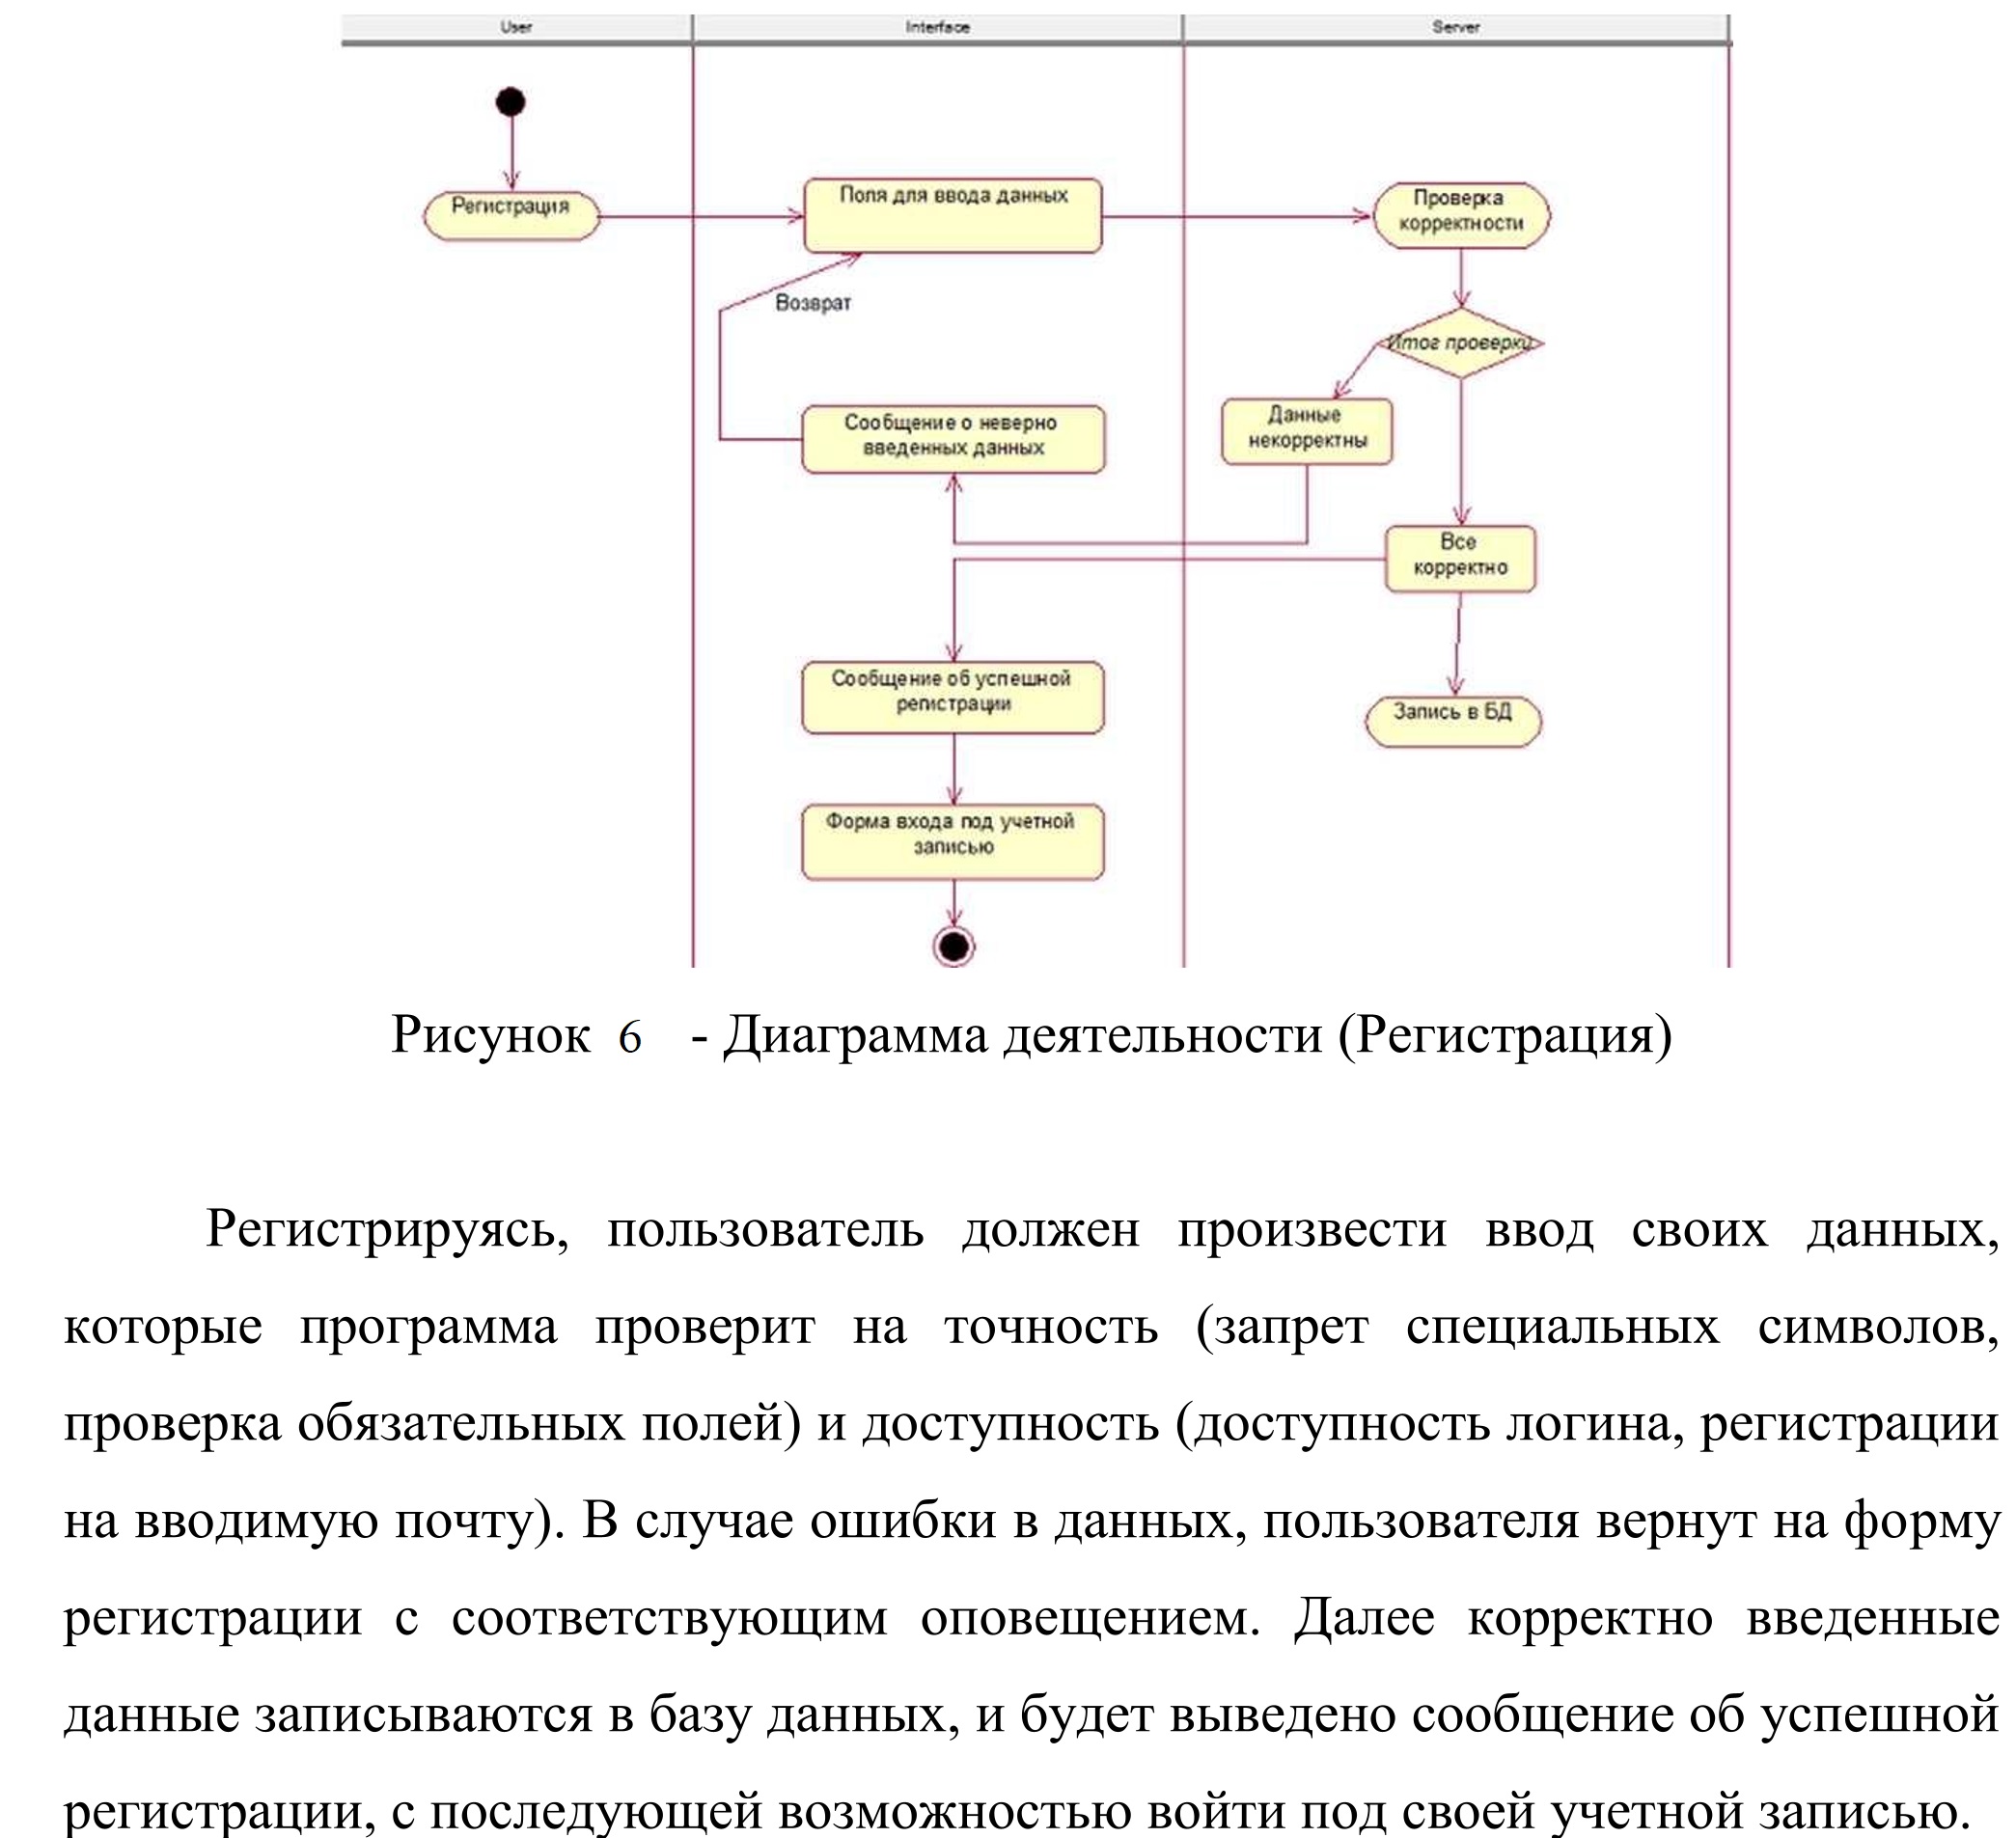 User
Interface
Server
Регистрация
Поля для ввода данных
Проверка
корректности
Возврат
Итог проверки
Данные
некорректны
Сообщение о неверно
введенных данных
Все
корректно
Сообщение об успешной
регистрации
Запись в БД
Форма входа под учетной
записью
Рисунок 6 - Диаграмма деятельности (Регистрация)
Регистрируясь, пользователь должен произвести ввод своих данных,
которые программа проверит на точность (запрет специальных символов,
проверка обязательных полей) и доступность (доступность логина, регистрации
на вводимую почту). В случае ошибки в данных, пользователя вернут на форму
регистрации с соответствующим оповещением. Далее корректно введенные
данные записываются в базу данных, и будет выведено сообщение об успешной
регистрации, с последующей возможностью войти под своей учетной записью.